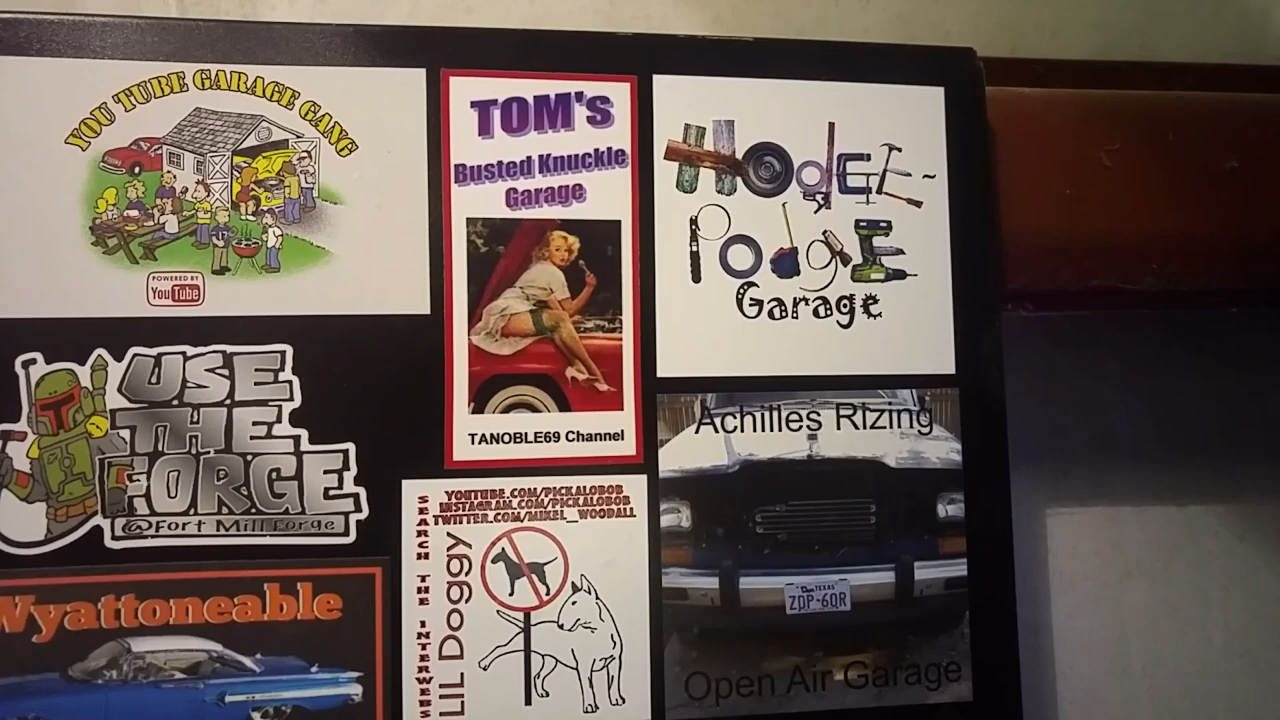 YOU TUBE GARAGE GANG
POWERED BY
YouTube
TOM's
Busted Knuckle
Garage
TANOBLE69 Channel
HODGE-
PODGE
Garage
USE
THE
FORGE
@Fort Mill Forge
Achilles Rizing
TEXAS
ZDP-6QR
Open Air Garage
Wyattoneable
YOUTUBE.COM/PICKALOBOB
INSTAGRAM.COM/PICKALOBOB
TWITTER.COM/MIKEL_WOODALL
SEARCH THE INTERWEBS
LIL Doggy